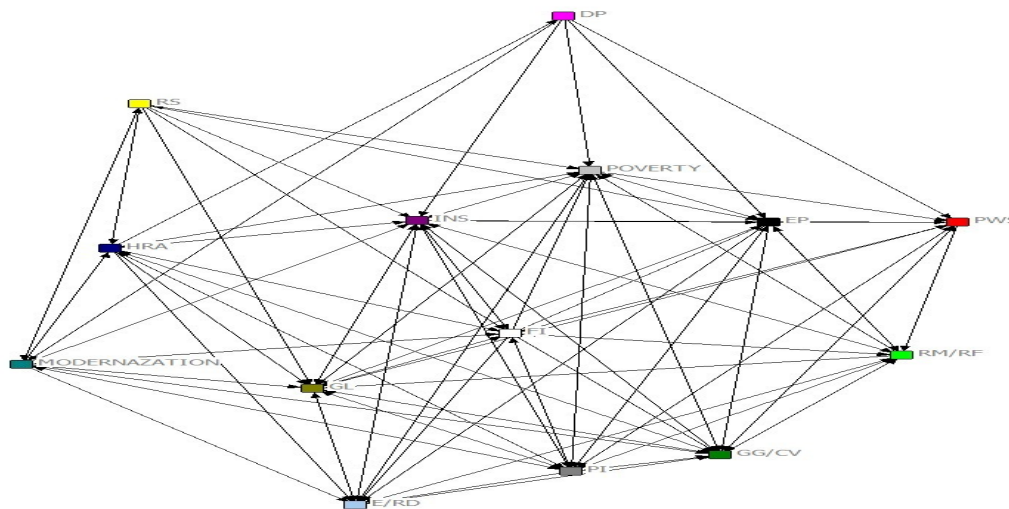 DP
RS
POVERTY
INS
EP
PWS
HRA
FI
RM/RF
MODERNAZATION
GL
GG/CV
PI
E/RD